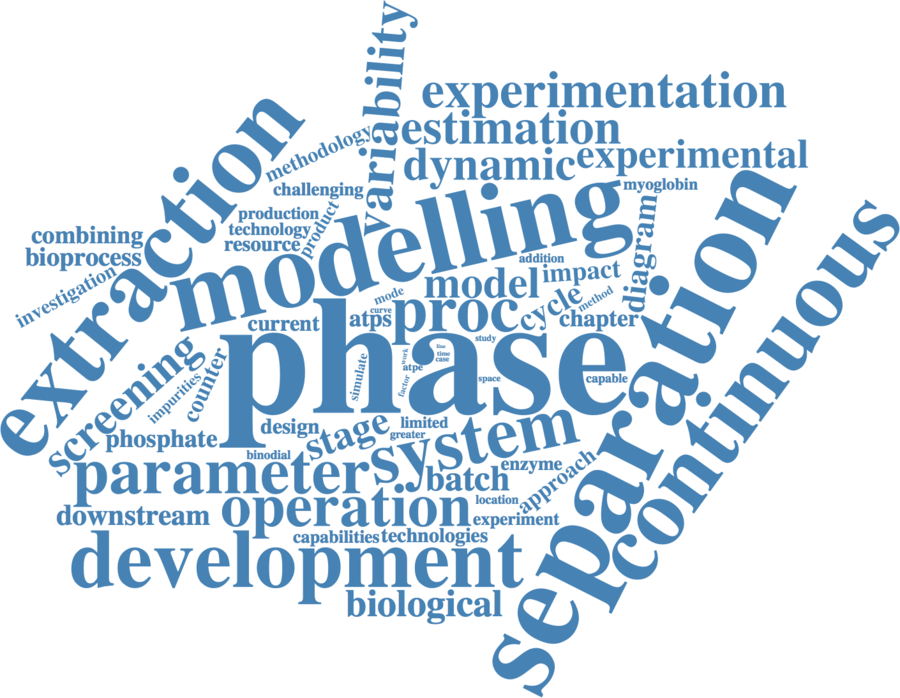 variability
experimentation
extraction
estimation
methodology
dynamic
experimental
challenging
myoglobin
separation
modelling
production
product
technology
resource
combining
bioprocess
investigation
addition
diagram
continuous
model
impact
mode
method
cycle
curve
current
atps
proc
chapter
study
phase
line
time
case
work
atpe
factor
space
simulate
capable
screening
counter
impurities
phosphate
design
stage
limited
greater
system
binodial
parameter
batch
enzyme
approach
location
downstream
operation
experiment
capabilities
technologies
development
biological